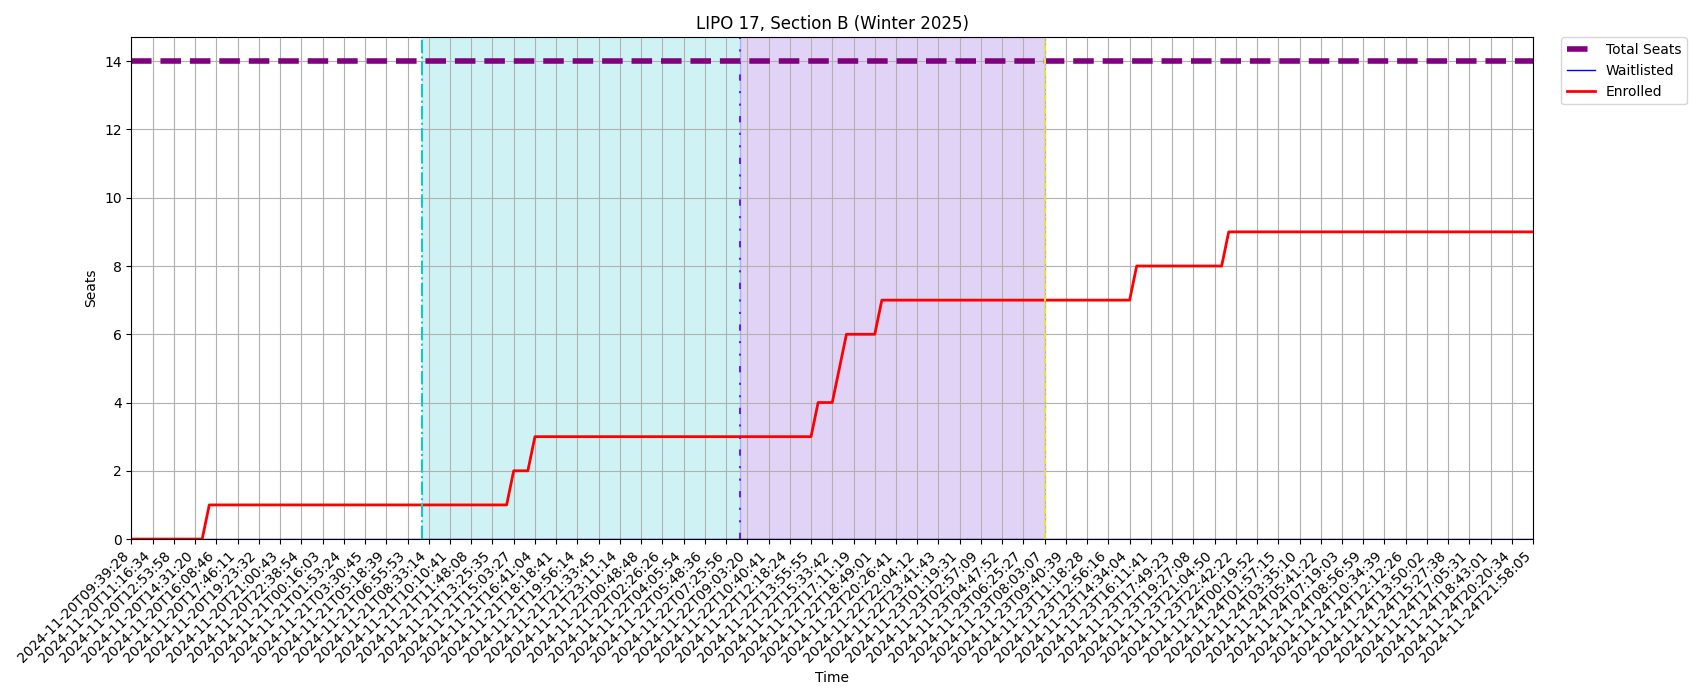 LIPO 17, Section B (Winter 2025)
Total Seats
Waitlisted
Enrolled
Seats
14
12
10
8
6
4
2
0
2024-11-20T09:39:28
2024-11-20T11:16:34
2024-11-20T12:53:58
2024-11-20T14:31:20
2024-11-20T16:08:46
2024-11-20T17:46:11
2024-11-20T19:23:32
2024-11-20T21:00:43
2024-11-20T22:38:54
2024-11-21T00:16:03
2024-11-21T01:53:24
2024-11-21T03:30:45
2024-11-21T05:18:39
2024-11-21T06:55:53
2024-11-21T08:33:14
2024-11-21T10:10:41
2024-11-21T11:48:08
2024-11-21T13:25:35
2024-11-21T15:03:27
2024-11-21T16:41:04
2024-11-21T18:18:41
2024-11-21T19:56:14
2024-11-21T21:33:45
2024-11-21T23:11:14
2024-11-22T00:48:48
2024-11-22T02:26:26
2024-11-22T04:05:54
2024-11-22T05:48:36
2024-11-22T07:25:56
2024-11-22T09:03:20
2024-11-22T10:40:41
2024-11-22T12:18:24
2024-11-22T13:55:55
2024-11-22T15:33:42
2024-11-22T17:11:19
2024-11-22T18:49:01
2024-11-22T20:26:41
2024-11-22T22:04:12
2024-11-22T23:41:43
2024-11-23T01:19:31
2024-11-23T02:57:09
2024-11-23T04:47:52
2024-11-23T06:25:27
2024-11-23T08:03:07
2024-11-23T09:40:39
2024-11-23T11:18:28
2024-11-23T12:56:16
2024-11-23T14:34:04
2024-11-23T16:11:41
2024-11-23T17:49:23
2024-11-23T19:27:08
2024-11-23T21:04:50
2024-11-23T22:42:22
2024-11-24T00:19:52
2024-11-24T01:57:15
2024-11-24T03:35:10
2024-11-24T05:41:22
2024-11-24T07:19:03
2024-11-24T08:56:59
2024-11-24T10:34:39
2024-11-24T12:12:26
2024-11-24T13:50:02
2024-11-24T15:27:38
2024-11-24T17:05:31
2024-11-24T18:43:01
2024-11-24T20:20:34
2024-11-24T21:58:05
Time